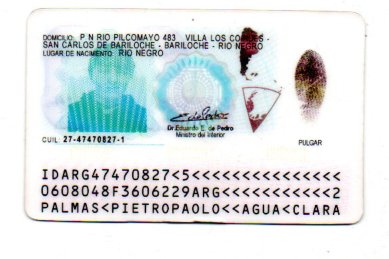 DOMICILIO: P N RIO PILCOMAYO 483 VILLA LOS COIHUES -
SAN CARLOS DE BARILOCHE - BARILOCHE - RIO NEGRO
LUGAR DE NACIMIENTO: RIO NEGRO
Dr. Eduardo E. de Pedro
Ministro del Interior
CUIL: 27-47470827-1
PULGAR
IDARG47470827<5<<<<<<<<<<<<<<<
0608048F3606229ARG<<<<<<<<<<<2
PALMAS<PIETROPAOLO<<AGUA<CLARA